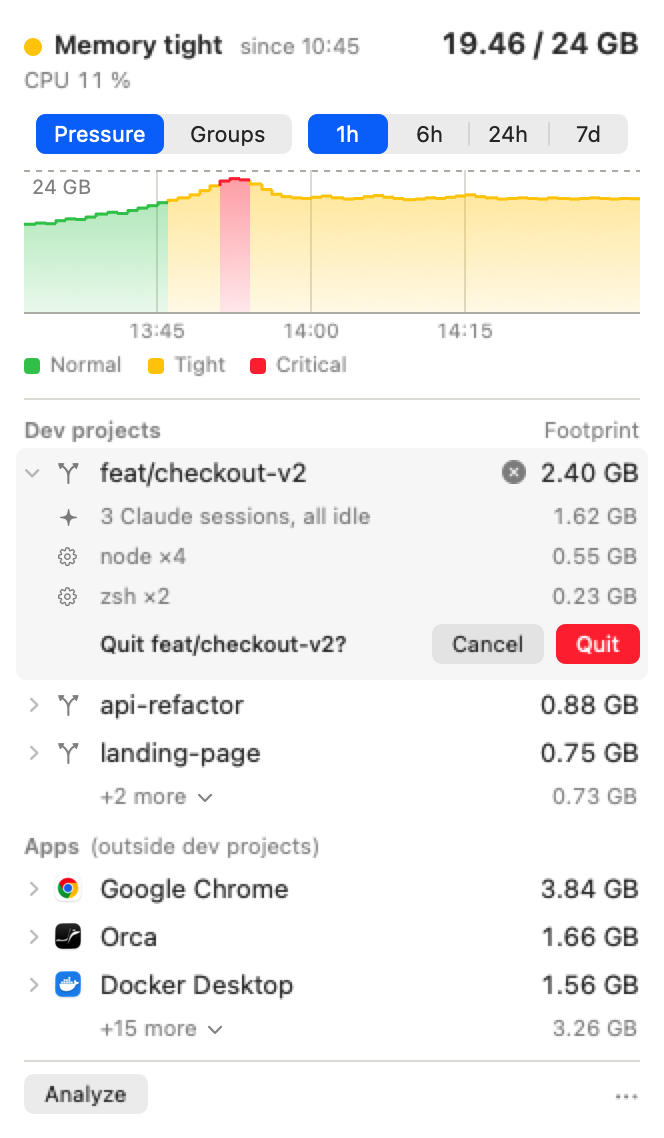 Memory tight since 10:45 19.46 / 24 GB
CPU 11 %
Pressure Groups 1h 6h 24h 7d
24 GB
13:45 14:00 14:15
Normal Tight Critical
Dev projects Footprint
feat/checkout-v2 2.40 GB
3 Claude sessions, all idle 1.62 GB
node ×4 0.55 GB
zsh ×2 0.23 GB
Quit feat/checkout-v2? Cancel Quit
api-refactor 0.88 GB
landing-page 0.75 GB
+2 more 0.73 GB
Apps (outside dev projects)
Google Chrome 3.84 GB
Orca 1.66 GB
Docker Desktop 1.56 GB
+15 more 3.26 GB
Analyze ...